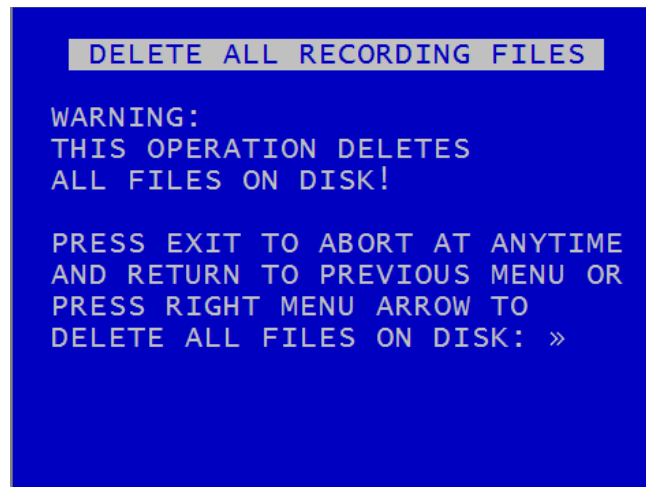 DELETE ALL RECORDING FILES
WARNING:
THIS OPERATION DELETES
ALL FILES ON DISK!
PRESS EXIT TO ABORT AT ANYTIME
AND RETURN TO PREVIOUS MENU OR
PRESS RIGHT MENU ARROW TO
DELETE ALL FILES ON DISK: »